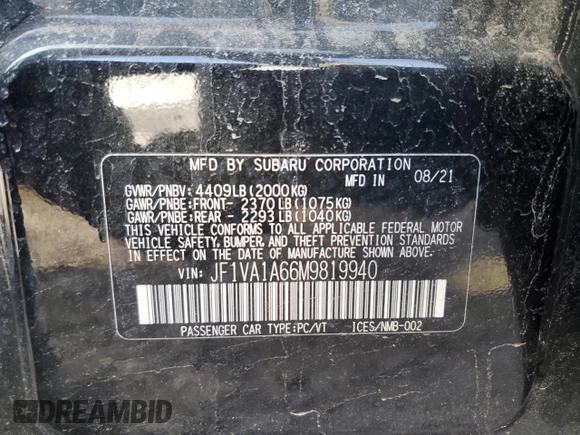 MFD BY SUBARU CORPORATION
MFD IN 08/21
GVWR/PNBV: 4409LB(2000KG)
GAWR/PNBE:FRONT- 2370LB(1075KG)
GAWR/PNBE:REAR - 2293LB(1040KG)
THIS VEHICLE CONFORMS TO ALL APPLICABLE FEDERAL MOTOR
VEHICLE SAFETY, BUMPER, AND THEFT PREVENTION STANDARDS
IN EFFECT ON THE DATE OF MANUFACTURE SHOWN ABOVE.
VIN: JF1VA1A66M9819940
PASSENGER CAR TYPE:PC/VT ICES/NMB-002
DREAMBID